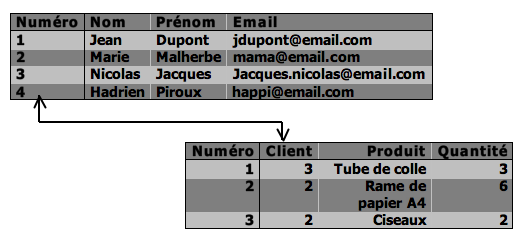 Numéro Nom Prénom Email
1 Jean Dupont jdupont@email.com
2 Marie Malherbe mama@email.com
3 Nicolas Jacques Jacques.nicolas@email.com
4 Hadrien Piroux happi@email.com
Numéro Client Produit Quantité
1 3 Tube de colle 3
2 2 Rame de 6
papier A4
3 2 Ciseaux 2